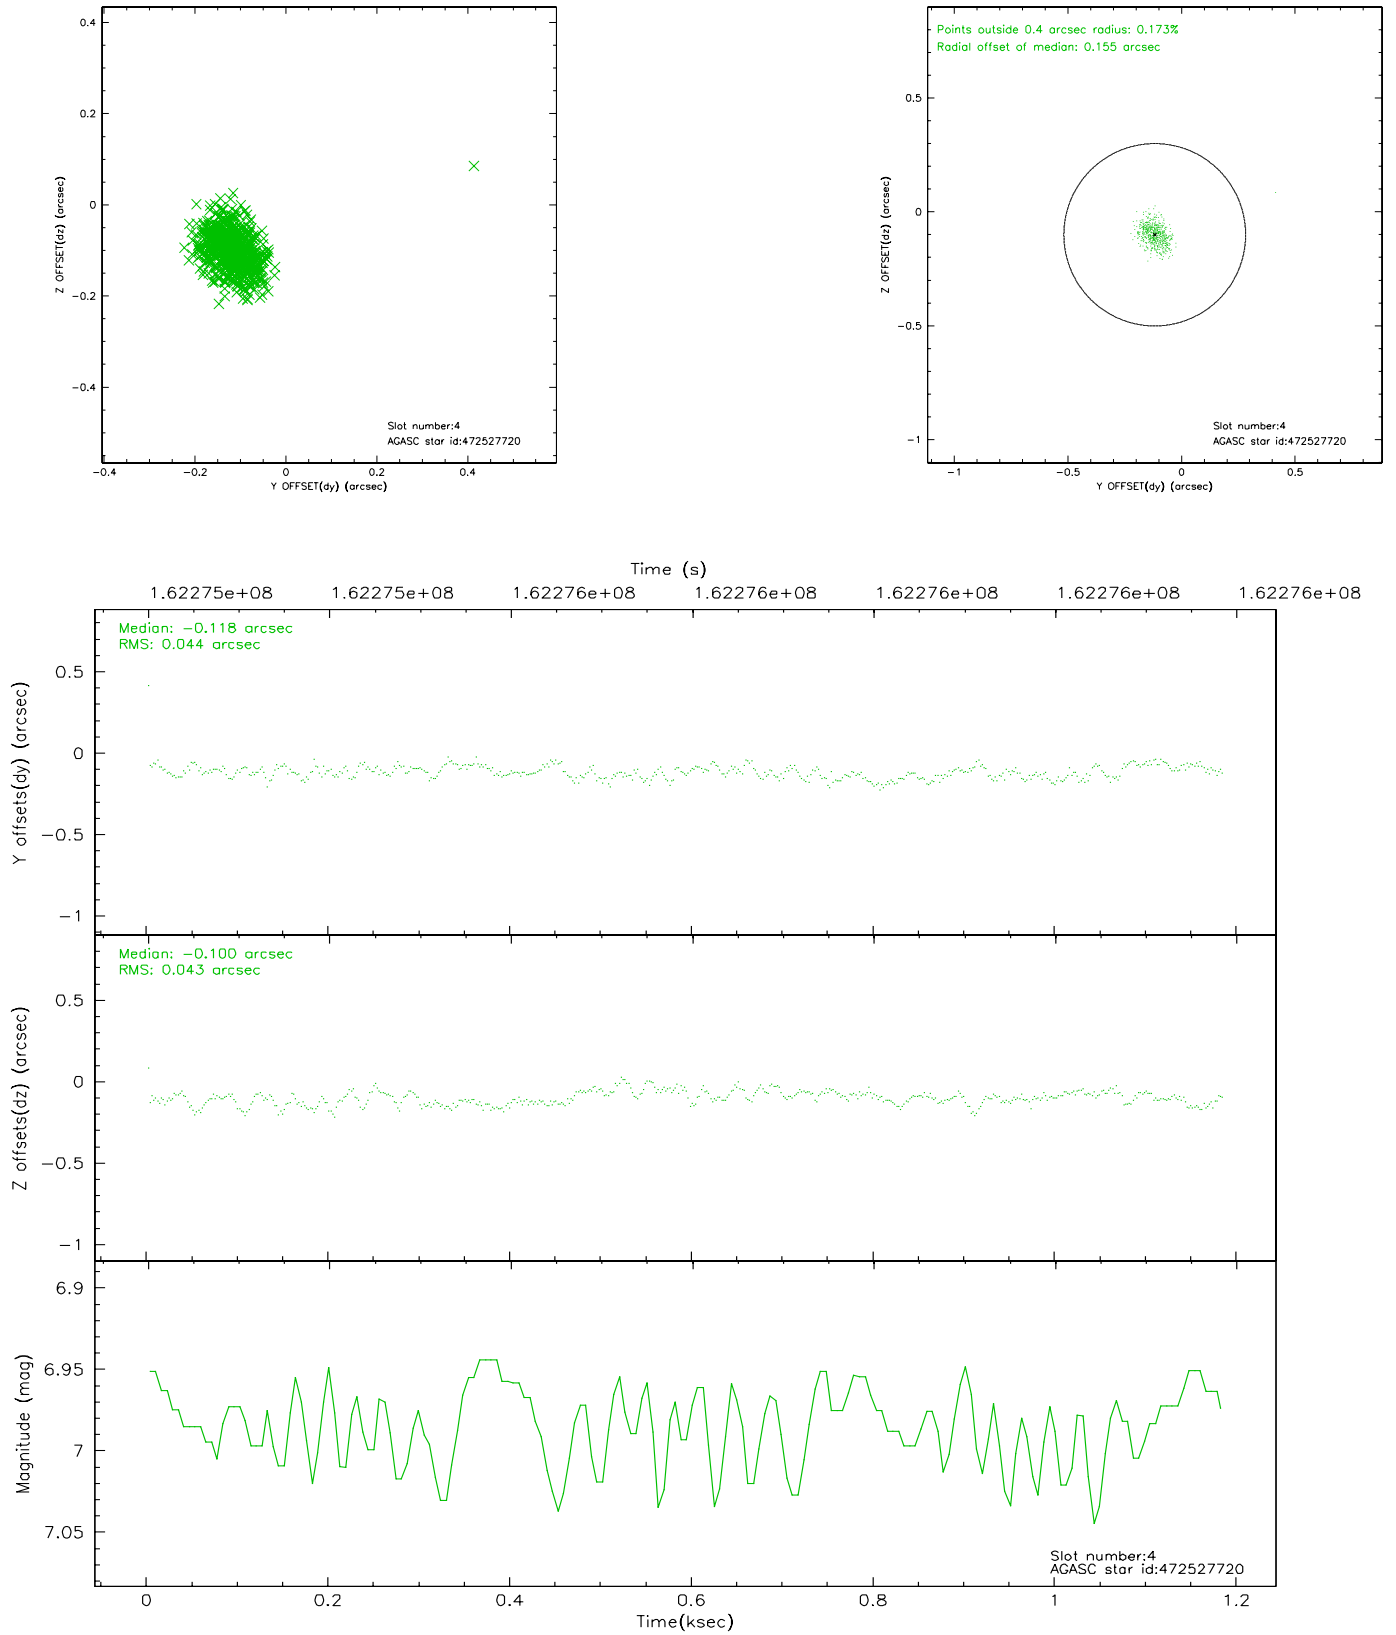 0.4
0.2
0
−0.2
−0.4
Z OFFSET(dz) (arcsec)
Slot number:4
AGASC star id:472527720
−0.4
−0.2
0
0.2
0.4
Y OFFSET(dy) (arcsec)
Points outside 0.4 arcsec radius: 0.173%
Radial offset of median: 0.155 arcsec
0.5
0
−0.5
−1
Z OFFSET(dz) (arcsec)
Slot number:4
AGASC star id:472527720
−1
−0.5
0
0.5
Y OFFSET(dy) (arcsec)
Time (s)
1.62275e+08
1.62275e+08
1.62276e+08
1.62276e+08
1.62276e+08
1.62276e+08
1.62276e+08
Median: −0.118 arcsec
RMS: 0.044 arcsec
0.5
0
−0.5
−1
Y offsets(dy) (arcsec)
Median: −0.100 arcsec
RMS: 0.043 arcsec
0.5
0
−0.5
−1
Z offsets(dz) (arcsec)
6.9
6.95
7
7.05
Magnitude (mag)
Slot number:4
AGASC star id:472527720
0
0.2
0.4
0.6
0.8
1
1.2
Time(ksec)